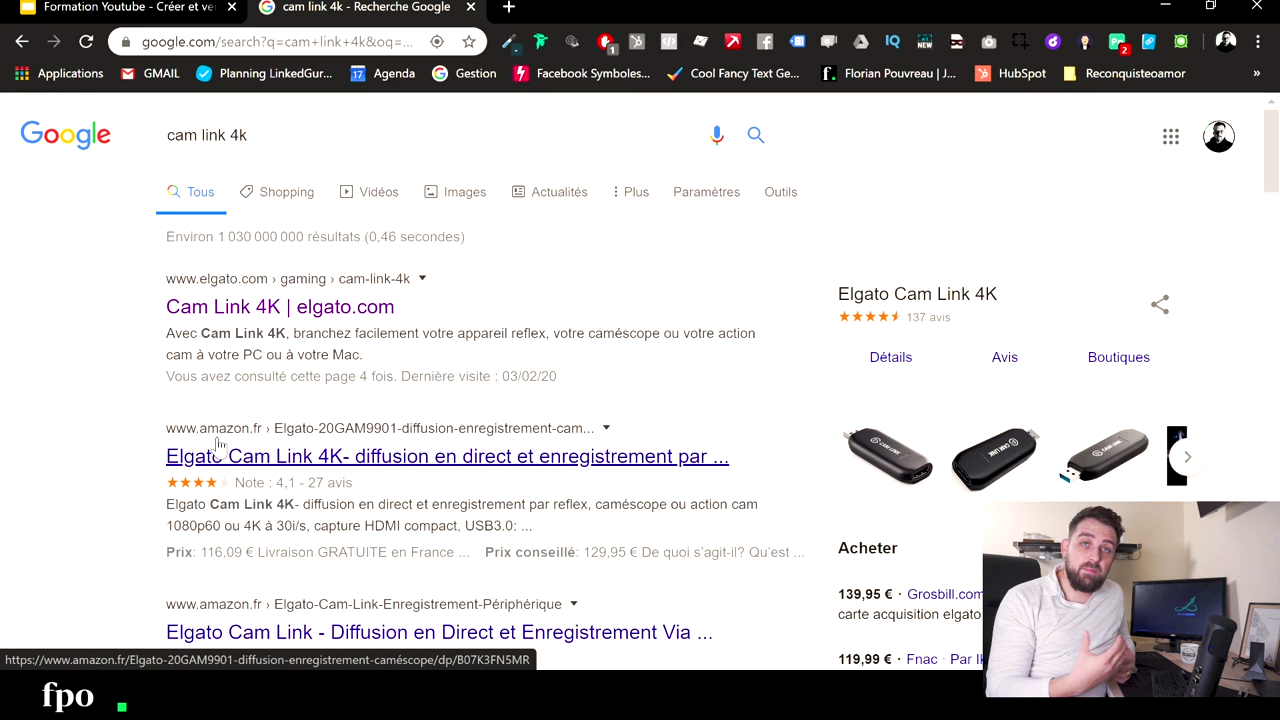 Formation Youtube - Créer et ve
cam link 4k - Recherche Google
google.com/search?q=cam+link+4k&oq=...
Applications
GMAIL
Planning LinkedGur...
Agenda
Gestion
Facebook Symboles...
Cool Fancy Text Ge...
Florian Pouvreau | J...
HubSpot
Reconquisteoamor
»
Google
cam link 4k
Tous
Shopping
Vidéos
Images
Actualités
Plus
Paramètres
Outils
Environ 1 030 000 000 résultats (0,46 secondes)
www.elgato.com › gaming › cam-link-4k
Cam Link 4K | elgato.com
Avec Cam Link 4K, branchez facilement votre appareil reflex, votre caméscope ou votre action
cam à votre PC ou à votre Mac.
Vous avez consulté cette page 4 fois. Dernière visite : 03/02/20
www.amazon.fr › Elgato-20GAM9901-diffusion-enregistrement-cam...
Elgato Cam Link 4K- diffusion en direct et enregistrement par ...
Note : 4,1 - 27 avis
Elgato Cam Link 4K- diffusion en direct et enregistrement par reflex, caméscope ou action cam
1080p60 ou 4K à 30i/s, capture HDMI compact, USB3.0: ...
Prix: 116,09 € Livraison GRATUITE en France ... Prix conseillé: 129,95 € De quoi s'agit-il? Qu'est ...
www.amazon.fr › Elgato-Cam-Link-Enregistrement-Périphérique
Elgato Cam Link - Diffusion en Direct et Enregistrement Via ...
https://www.amazon.fr/Elgato-20GAM9901-diffusion-enregistrement-caméscope/dp/B07K3FN5MR
Elgato Cam Link 4K
137 avis
Détails
Avis
Boutiques
Acheter
139,95 € · Grosbill.com
carte acquisition elgato
119,99 € · Fnac · Par
fpo